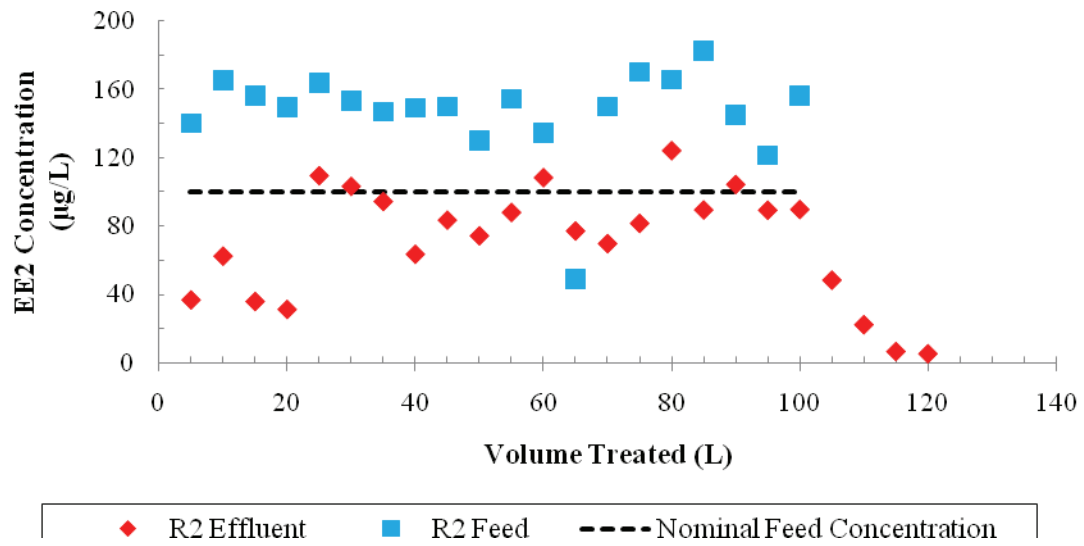 200
160
120
80
40
0
EE2 Concentration
(µg/L)
0 20 40 60 80 100 120 140
Volume Treated (L)
R2 Effluent R2 Feed Nominal Feed Concentration